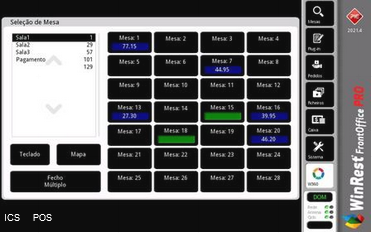 Seleção de Mesa
Sala1 1
Sala2 29
Sala3 57
Pagamento 101
129
Teclado
Mapa
Fecho
Múltiplo
Mesa: 1
77.15
Mesa: 2
Mesa: 3
Mesa: 4
Mesa: 5
Mesa: 6
Mesa: 7
44.95
Mesa: 8
Mesa: 9
Mesa: 10
Mesa: 11
Mesa: 12
Mesa: 13
27.30
Mesa: 14
Mesa: 15
Mesa: 16
39.95
Mesa: 17
Mesa: 18
Mesa: 19
Mesa: 20
46.20
Mesa: 21
Mesa: 22
Mesa: 23
Mesa: 24
Mesa: 25
Mesa: 26
Mesa: 27
Mesa: 28
Mesas
Plug-in
Pedidos
Ficheiros
Caixa
Sistema
DOM
WinRest FrontOffice PRO
ICS POS